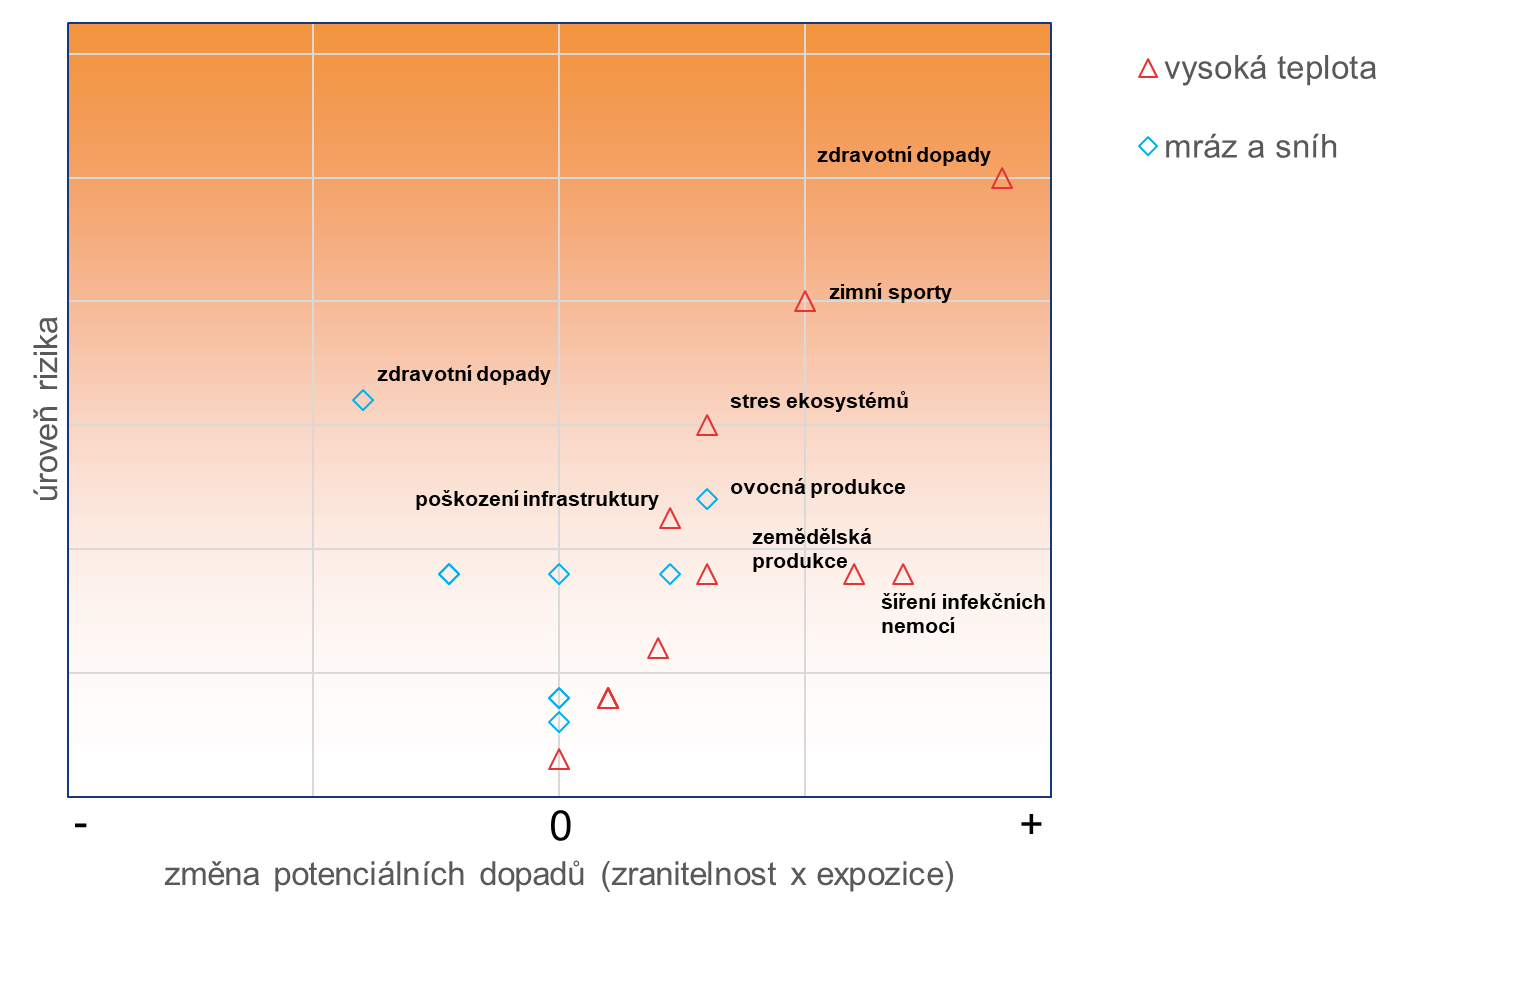 vysoká teplota
mráz a sníh
zdravotní dopady
zimní sporty
zdravotní dopady
stres ekosystémů
ovocná produkce
poškození infrastruktury
zemědělská
produkce
šíření infekčních
nemocí
úroveň rizika
- 0 +
změna potenciálních dopadů (zranitelnost x expozice)